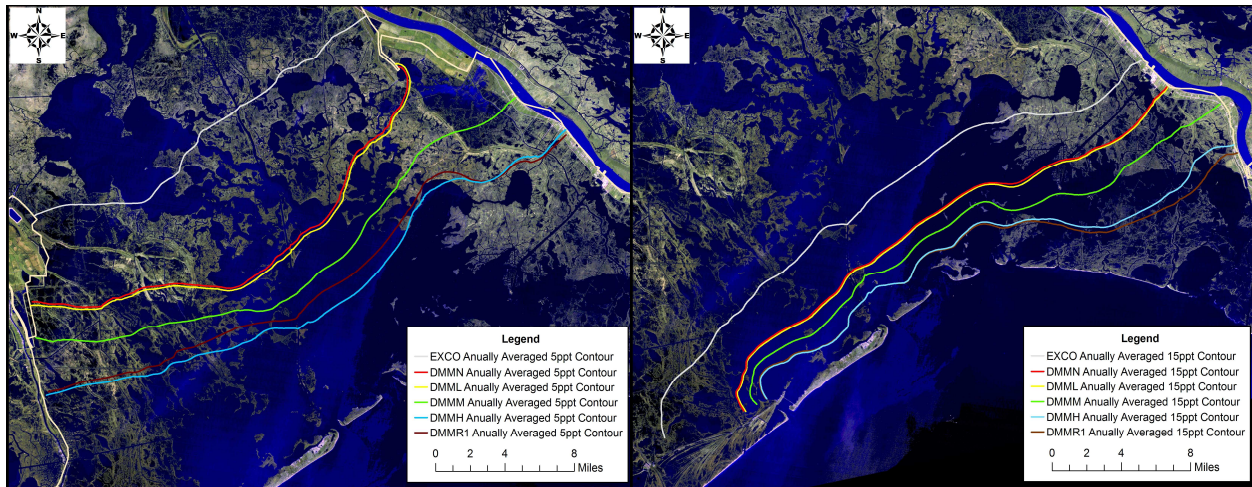 N
W E
S
Legend
EXCO Anually Averaged 5ppt Contour
DMMN Anually Averaged 5ppt Contour
DMML Anually Averaged 5ppt Contour
DMMM Anually Averaged 5ppt Contour
DMMH Anually Averaged 5ppt Contour
DMMR1 Anually Averaged 5ppt Contour
0 2 4 8
Miles
N
W E
S
Legend
EXCO Anually Averaged 15ppt Contour
DMMN Anually Averaged 15ppt Contour
DMML Anually Averaged 15ppt Contour
DMMM Anually Averaged 15ppt Contour
DMMH Anually Averaged 15ppt Contour
DMMR1 Anually Averaged 15ppt Contour
0 2 4 8
Miles